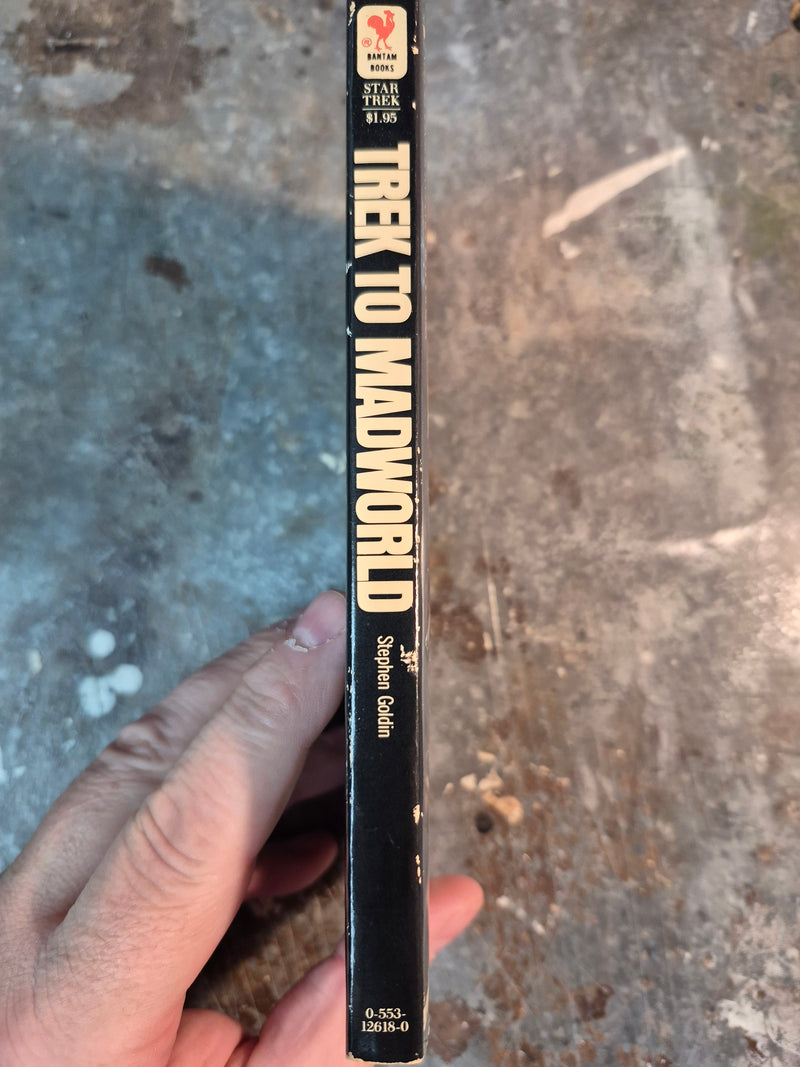 ®
BANTAM
BOOKS
STAR
TREK
$1.95
TREK TO MADWORLD
Stephen Goldin
0-553-
12618-0